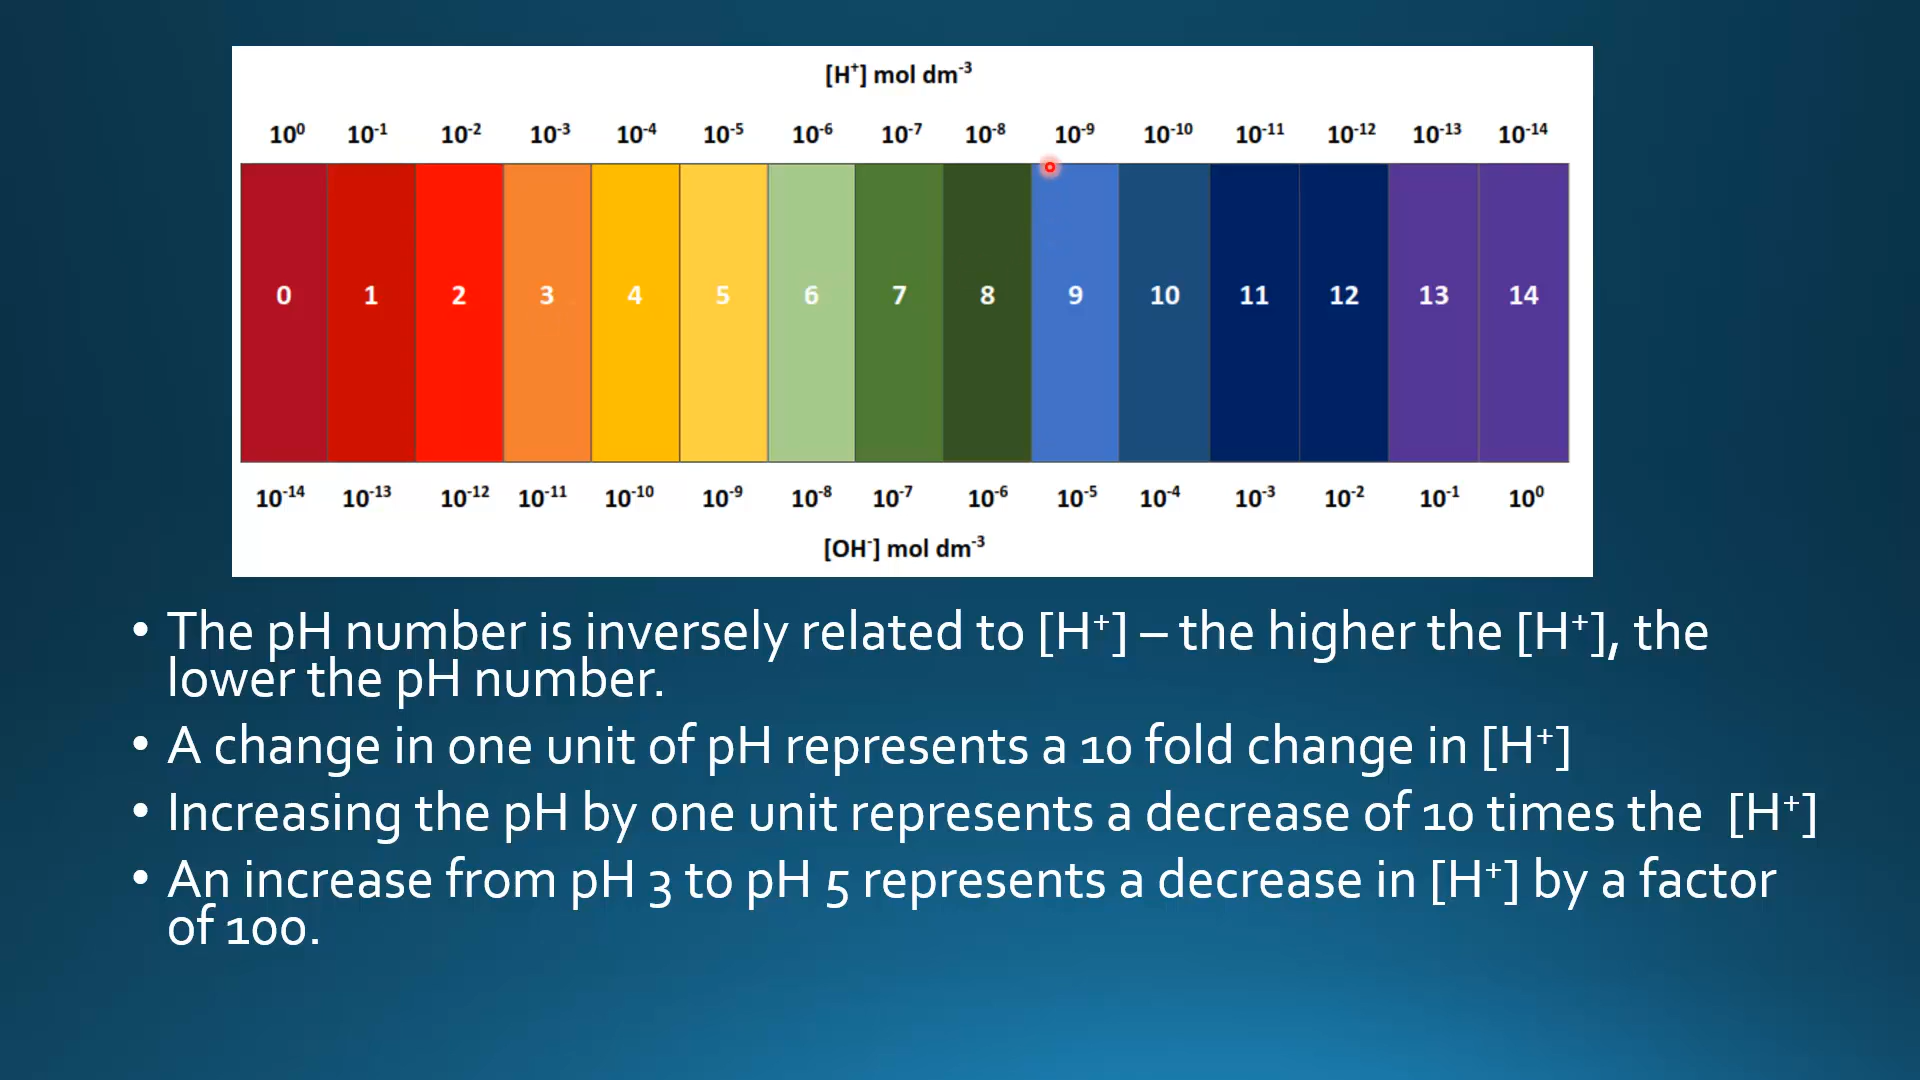 [H⁺] mol dm⁻³
10⁰ 10⁻¹ 10⁻² 10⁻³ 10⁻⁴ 10⁻⁵ 10⁻⁶ 10⁻⁷ 10⁻⁸ 10⁻⁹ 10⁻¹⁰ 10⁻¹¹ 10⁻¹² 10⁻¹³ 10⁻¹⁴
0 1 2 3 4 5 6 7 8 9 10 11 12 13 14
10⁻¹⁴ 10⁻¹³ 10⁻¹² 10⁻¹¹ 10⁻¹⁰ 10⁻⁹ 10⁻⁸ 10⁻⁷ 10⁻⁶ 10⁻⁵ 10⁻⁴ 10⁻³ 10⁻² 10⁻¹ 10⁰
[OH⁻] mol dm⁻³
• The pH number is inversely related to [H⁺] – the higher the [H⁺], the
lower the pH number.
• A change in one unit of pH represents a 10 fold change in [H⁺]
• Increasing the pH by one unit represents a decrease of 10 times the [H⁺]
• An increase from pH 3 to pH 5 represents a decrease in [H⁺] by a factor
of 100.